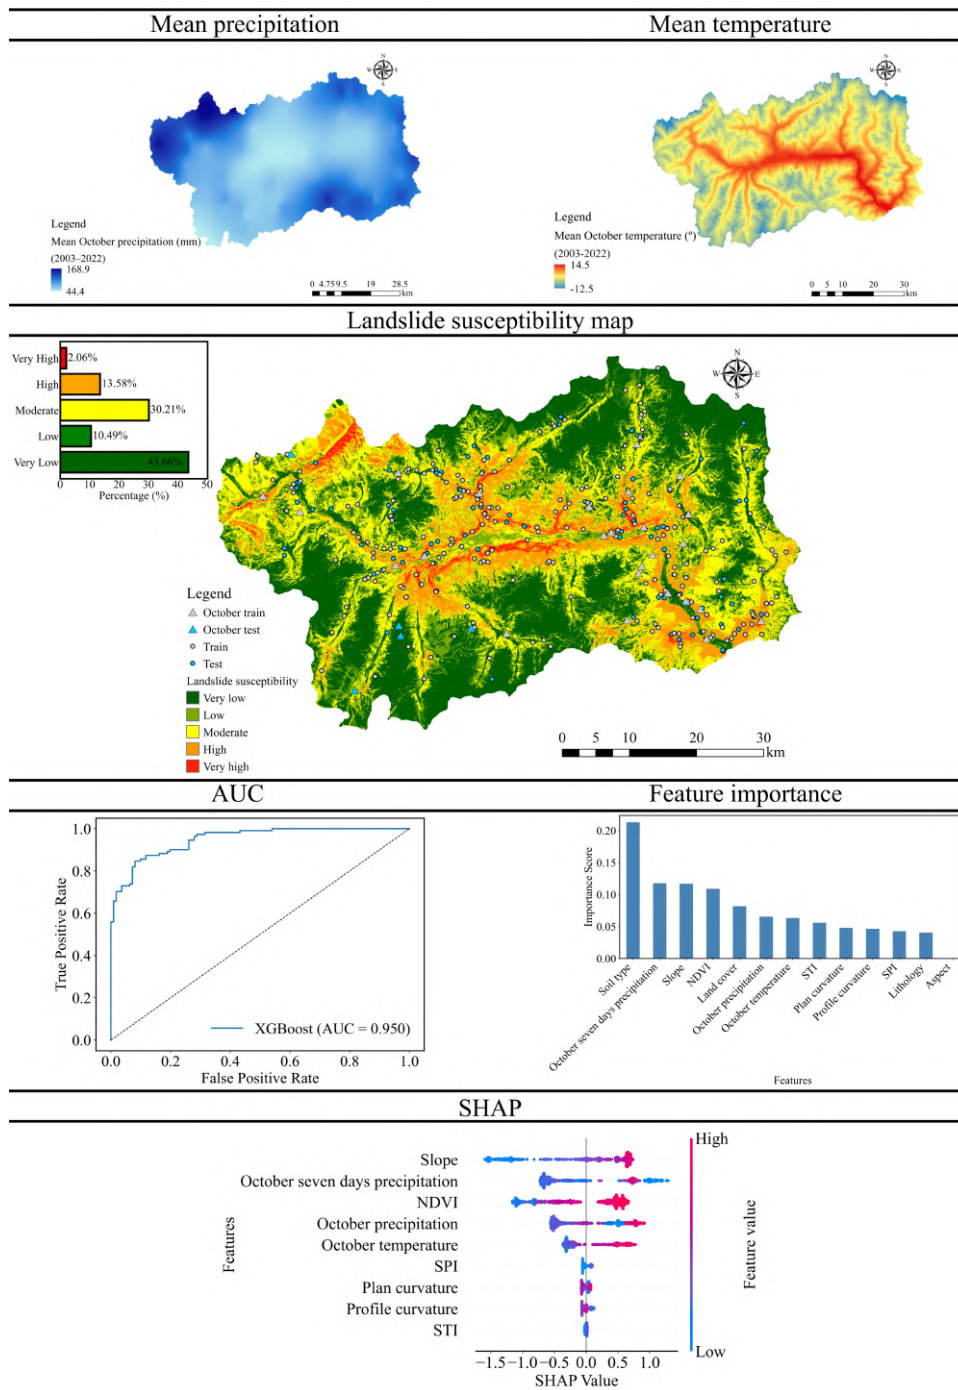 Mean precipitation
Mean temperature
N
W E
S
Legend
Mean October precipitation (mm)
(2003–2022)
168.9
44.4
0 4.75 9.5 19 28.5
km
N
W E
S
Legend
Mean October temperature (°)
(2003-2022)
14.5
-12.5
0 5 10 20 30
km
Landslide susceptibility map
Very High 2.06%
High 13.58%
Moderate 30.21%
Low 10.49%
Very Low 43.66%
0 10 20 30 40 50
Percentage (%)
N
W E
S
Legend
October train
October test
Train
Test
Landslide susceptibility
Very low
Low
Moderate
High
Very high
0 5 10 20 30
km
AUC
Feature importance
True Positive Rate
1.0
0.8
0.6
0.4
0.2
0.0
XGBoost (AUC = 0.950)
0.0 0.2 0.4 0.6 0.8 1.0
False Positive Rate
Importance Score
0.20
0.15
0.10
0.05
0.00
Soil type
October seven days precipitation
Slope
NDVI
Land cover
October precipitation
October temperature
STI
Plan curvature
Profile curvature
SPI
Lithology
Aspect
Features
SHAP
Features
Slope
October seven days precipitation
NDVI
October precipitation
October temperature
SPI
Plan curvature
Profile curvature
STI
−1.5 −1.0 −0.5 0.0 0.5 1.0
SHAP Value
High
Feature value
Low